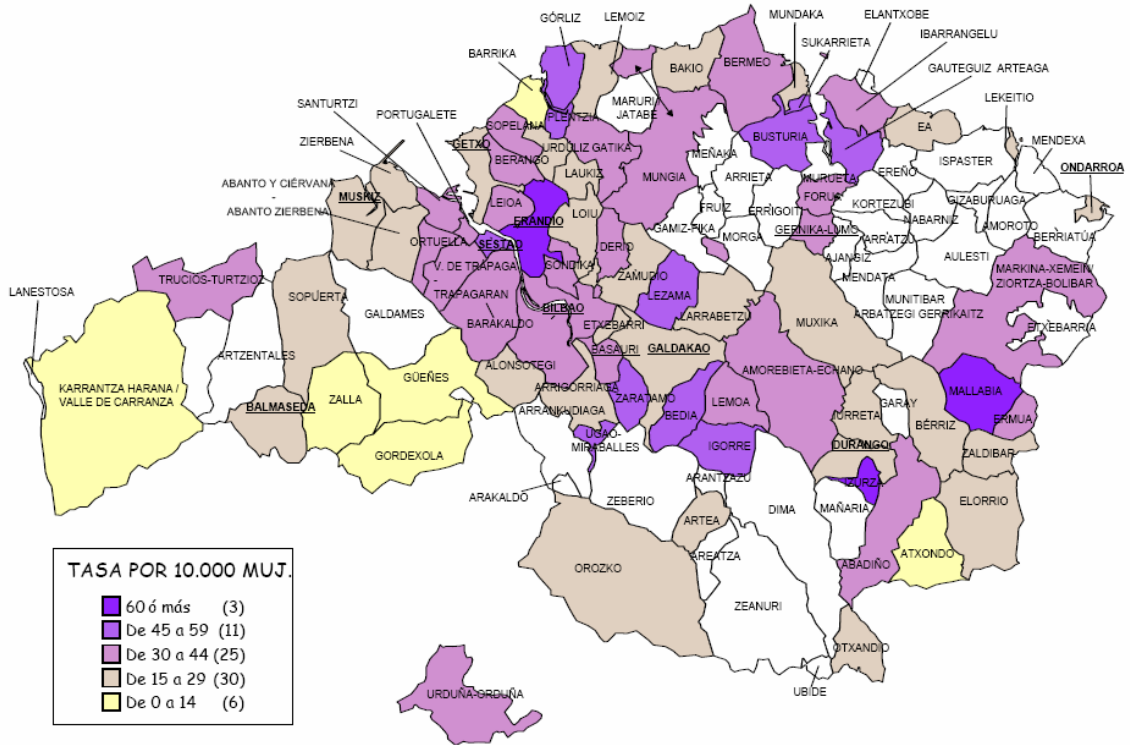 GÓRLIZ
LEMOIZ
MUNDAKA
ELANTXOBE
SUKARRIETA
IBARRANGELU
BARRIKA
BAKIO
BERMEO
GAUTEGUIZ ARTEAGA
SANTURTZI
PORTUGALETE
MARURI /
JATABE
LEKEITIO
ZIERBENA
SOPELANA
PLENTZIA
BUSTURIA
EA
MENDEXA
GETXO
URDULIZ
GATIKA
MEÑAKA
ISPASTER
ONDARROA
BERANGO
LAUKIZ
MUNGIA
ARRIETA
MURUETA
EREÑO
ABANTO Y CIÉRVANA
-
ABANTO ZIERBENA
MUSKIZ
LEIOA
FORUA
KORTEZUBI
GIZABURUAGA
ERANDIO
LOIU
FRUIZ
ERRIGOITI
NABARNIZ
AMOROTO
ORTUELLA
SESTAO
GAMIZ-FIKA
MORGA
GERNIKA-LUMO
ARRATZU
BERRIATÚA
DERIO
AJANGIZ
AULESTI
V. DE TRÁPAGA
-
TRAPAGARAN
SONDIKA
ZAMUDIO
MENDATA
MARKINA-XEMEIN/
ZIORTZA-BOLIBAR
TRUCIOS-TURTZIOZ
LANESTOSA
SOPUERTA
GALDAMES
LEZAMA
MUNITIBAR
ARBATZEGI GERRIKAITZ
BILBAO
LARRABETZU
MUXIKA
ETXEBARRIA
BARAKALDO
ETXEBARRI
ARTZENTALES
BASAURI
GALDAKAO
ALONSOTEGI
AMOREBIETA-ECHANO
KARRANTZA HARANA /
VALLE DE CARRANZA
GÜEÑES
ARRIGORRIAGA
MALLABIA
ZALLA
ZARATAMO
LEMOA
BALMASEDA
ARRANKUDIAGA
BEDIA
IURRETA
GARAY
BÉRRIZ
ERMUA
UGAO-
MIRABALLES
IGORRE
DURANGO
ZALDIBAR
GORDEXOLA
ARANTZAZU
IZURZA
ARAKALDO
ZEBERIO
DIMA
MAÑARIA
ELORRIO
ARTEA
ATXONDO
OROZKO
AREATZA
ABADIÑO
ZEANURI
OTXANDIO
UBIDE
URDUÑA-ORDUÑA
TASA POR 10.000 MUJ.
60 ó más (3)
De 45 a 59 (11)
De 30 a 44 (25)
De 15 a 29 (30)
De 0 a 14 (6)